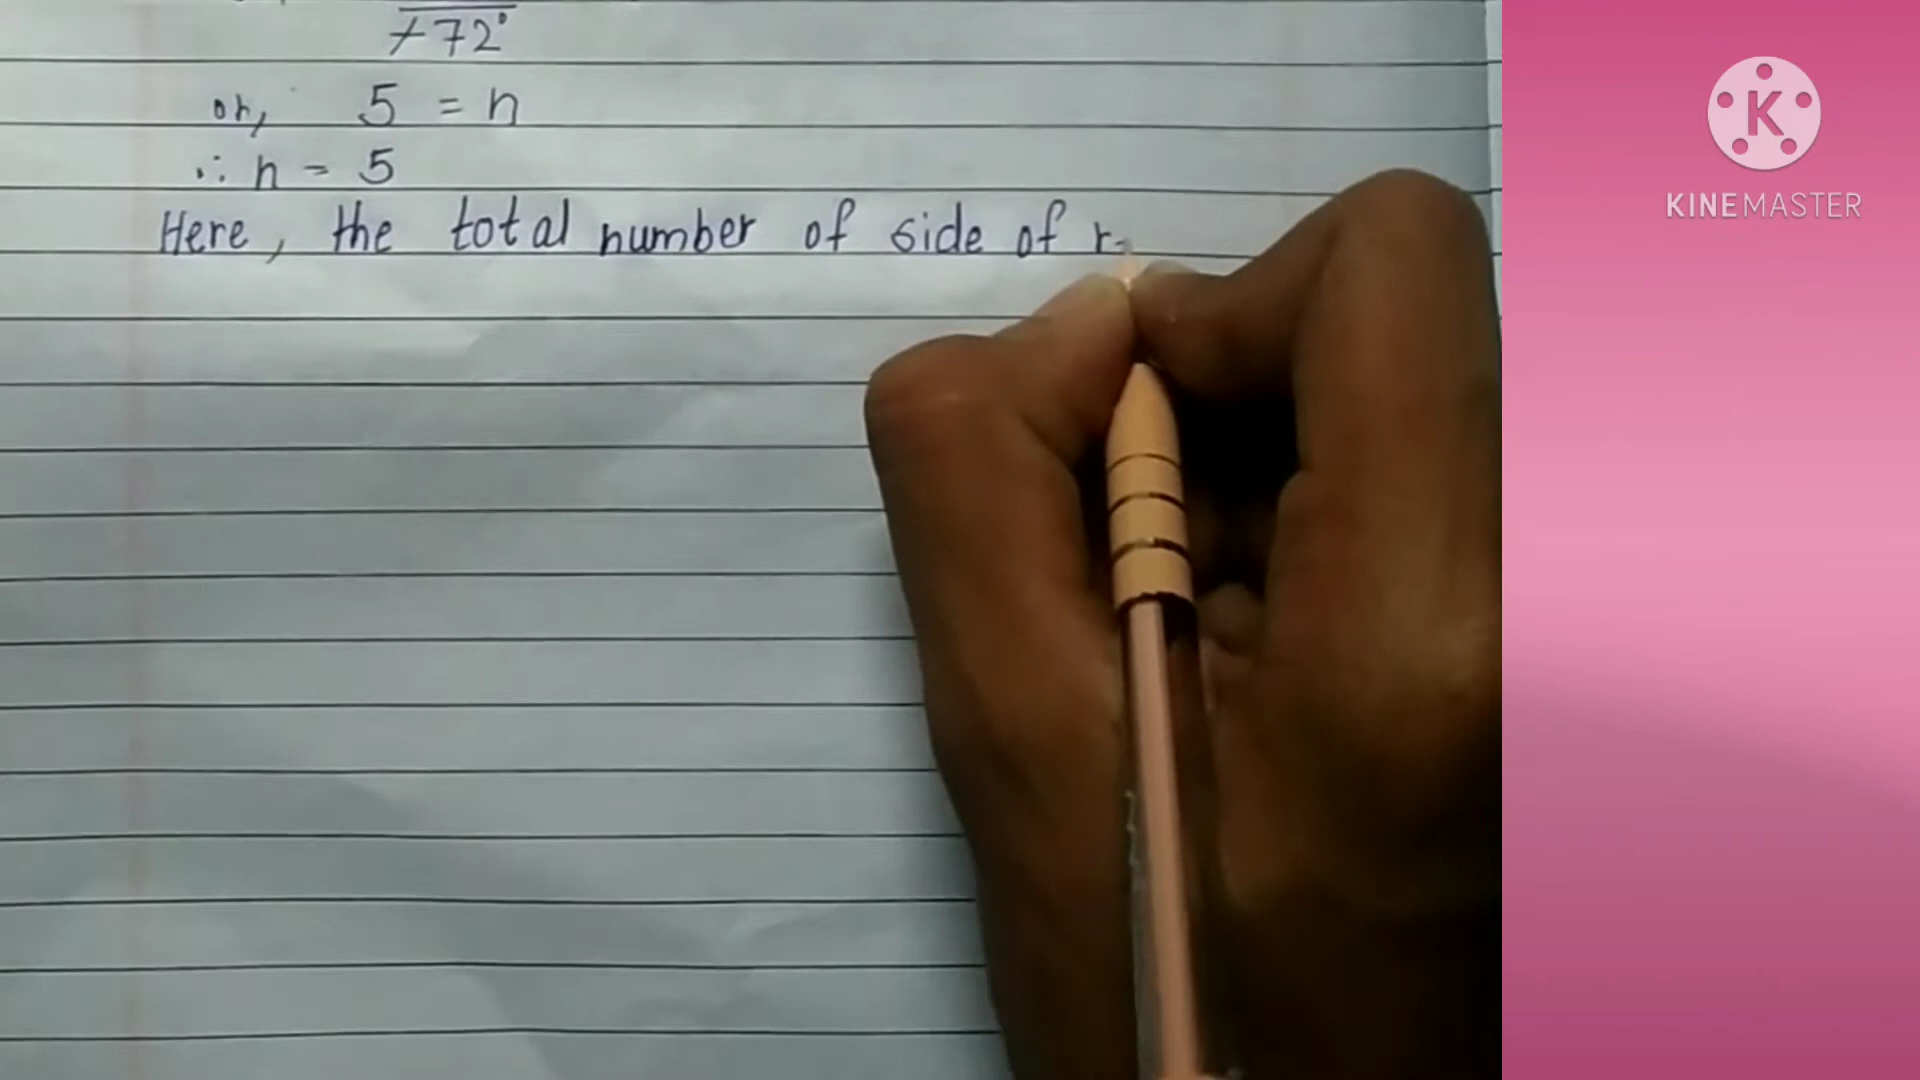 72°
or, 5 = n
∴ n = 5
Here, the total number of side of r
K
KINEMASTER